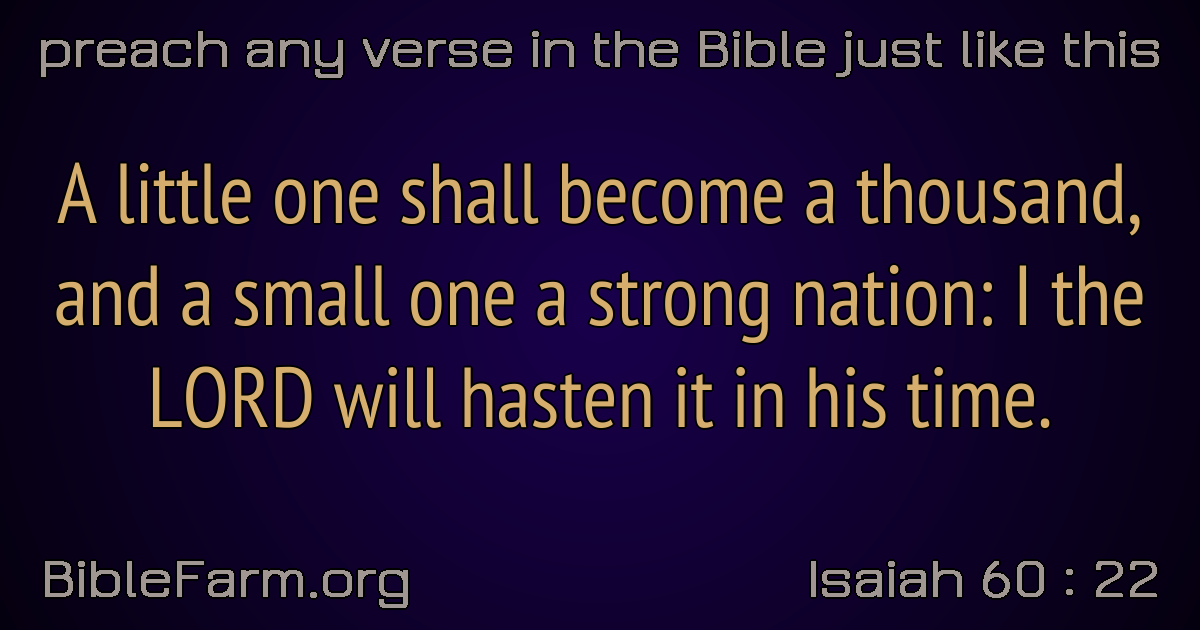 preach any verse in the Bible just like this
A little one shall become a thousand,
and a small one a strong nation: I the
LORD will hasten it in his time.
BibleFarm.org
Isaiah 60 : 22